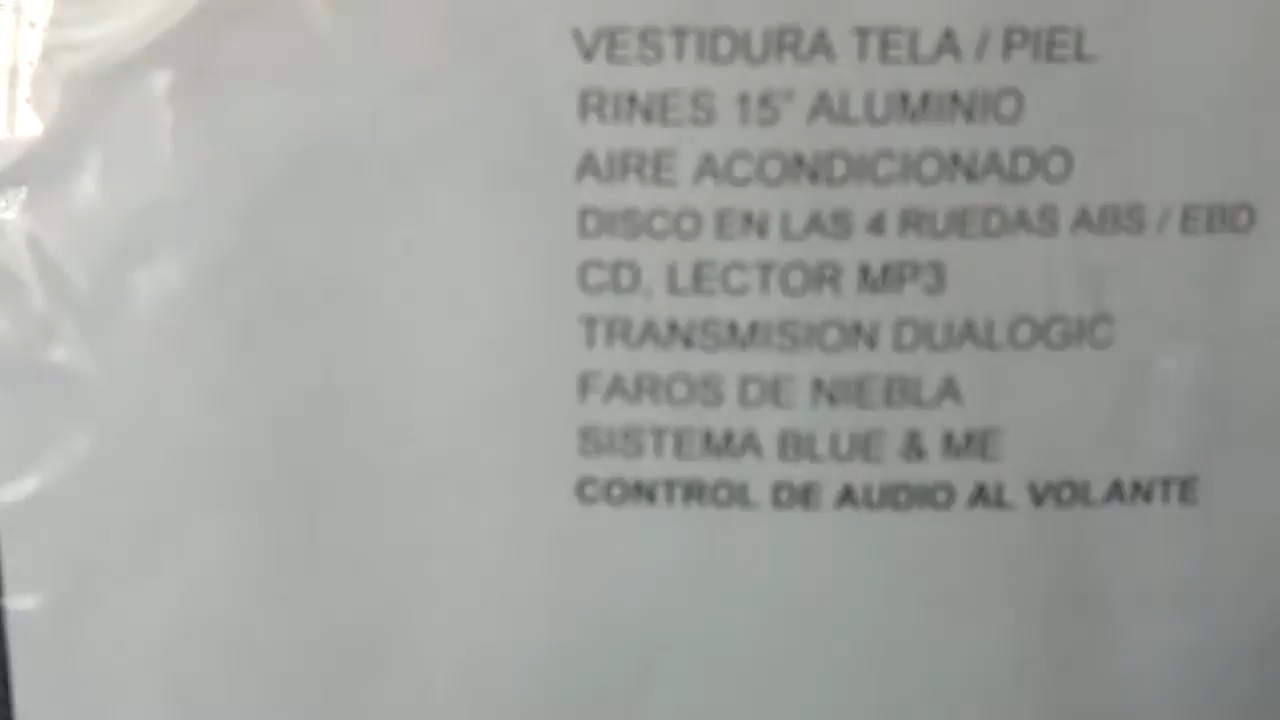 VESTIDURA TELA / PIEL
RINES 15" ALUMINIO
AIRE ACONDICIONADO
DISCO EN LAS 4 RUEDAS ABS / EBD
CD, LECTOR MP3
TRANSMISION DUALOGIC
FAROS DE NIEBLA
SISTEMA BLUE & ME
CONTROL DE AUDIO AL VOLANTE